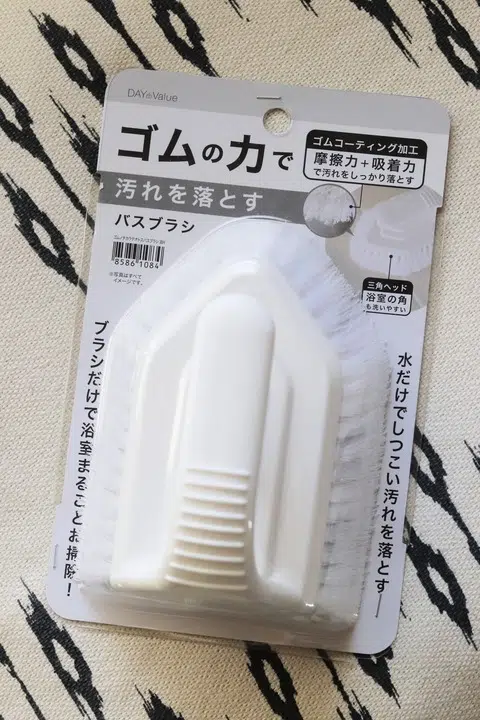 DAY & Value
ゴムの力で
汚れを落とす
バスブラシ
ゴムコーティング加工
摩擦力+吸着力
で汚れをしっかり落とす
8586 1084
※写真はすべて
イメージです。
三角ヘッド
浴室の角
も洗いやすい
ブラシだけで浴室まるごとお掃除!
水だけでしつこい汚れを落とす